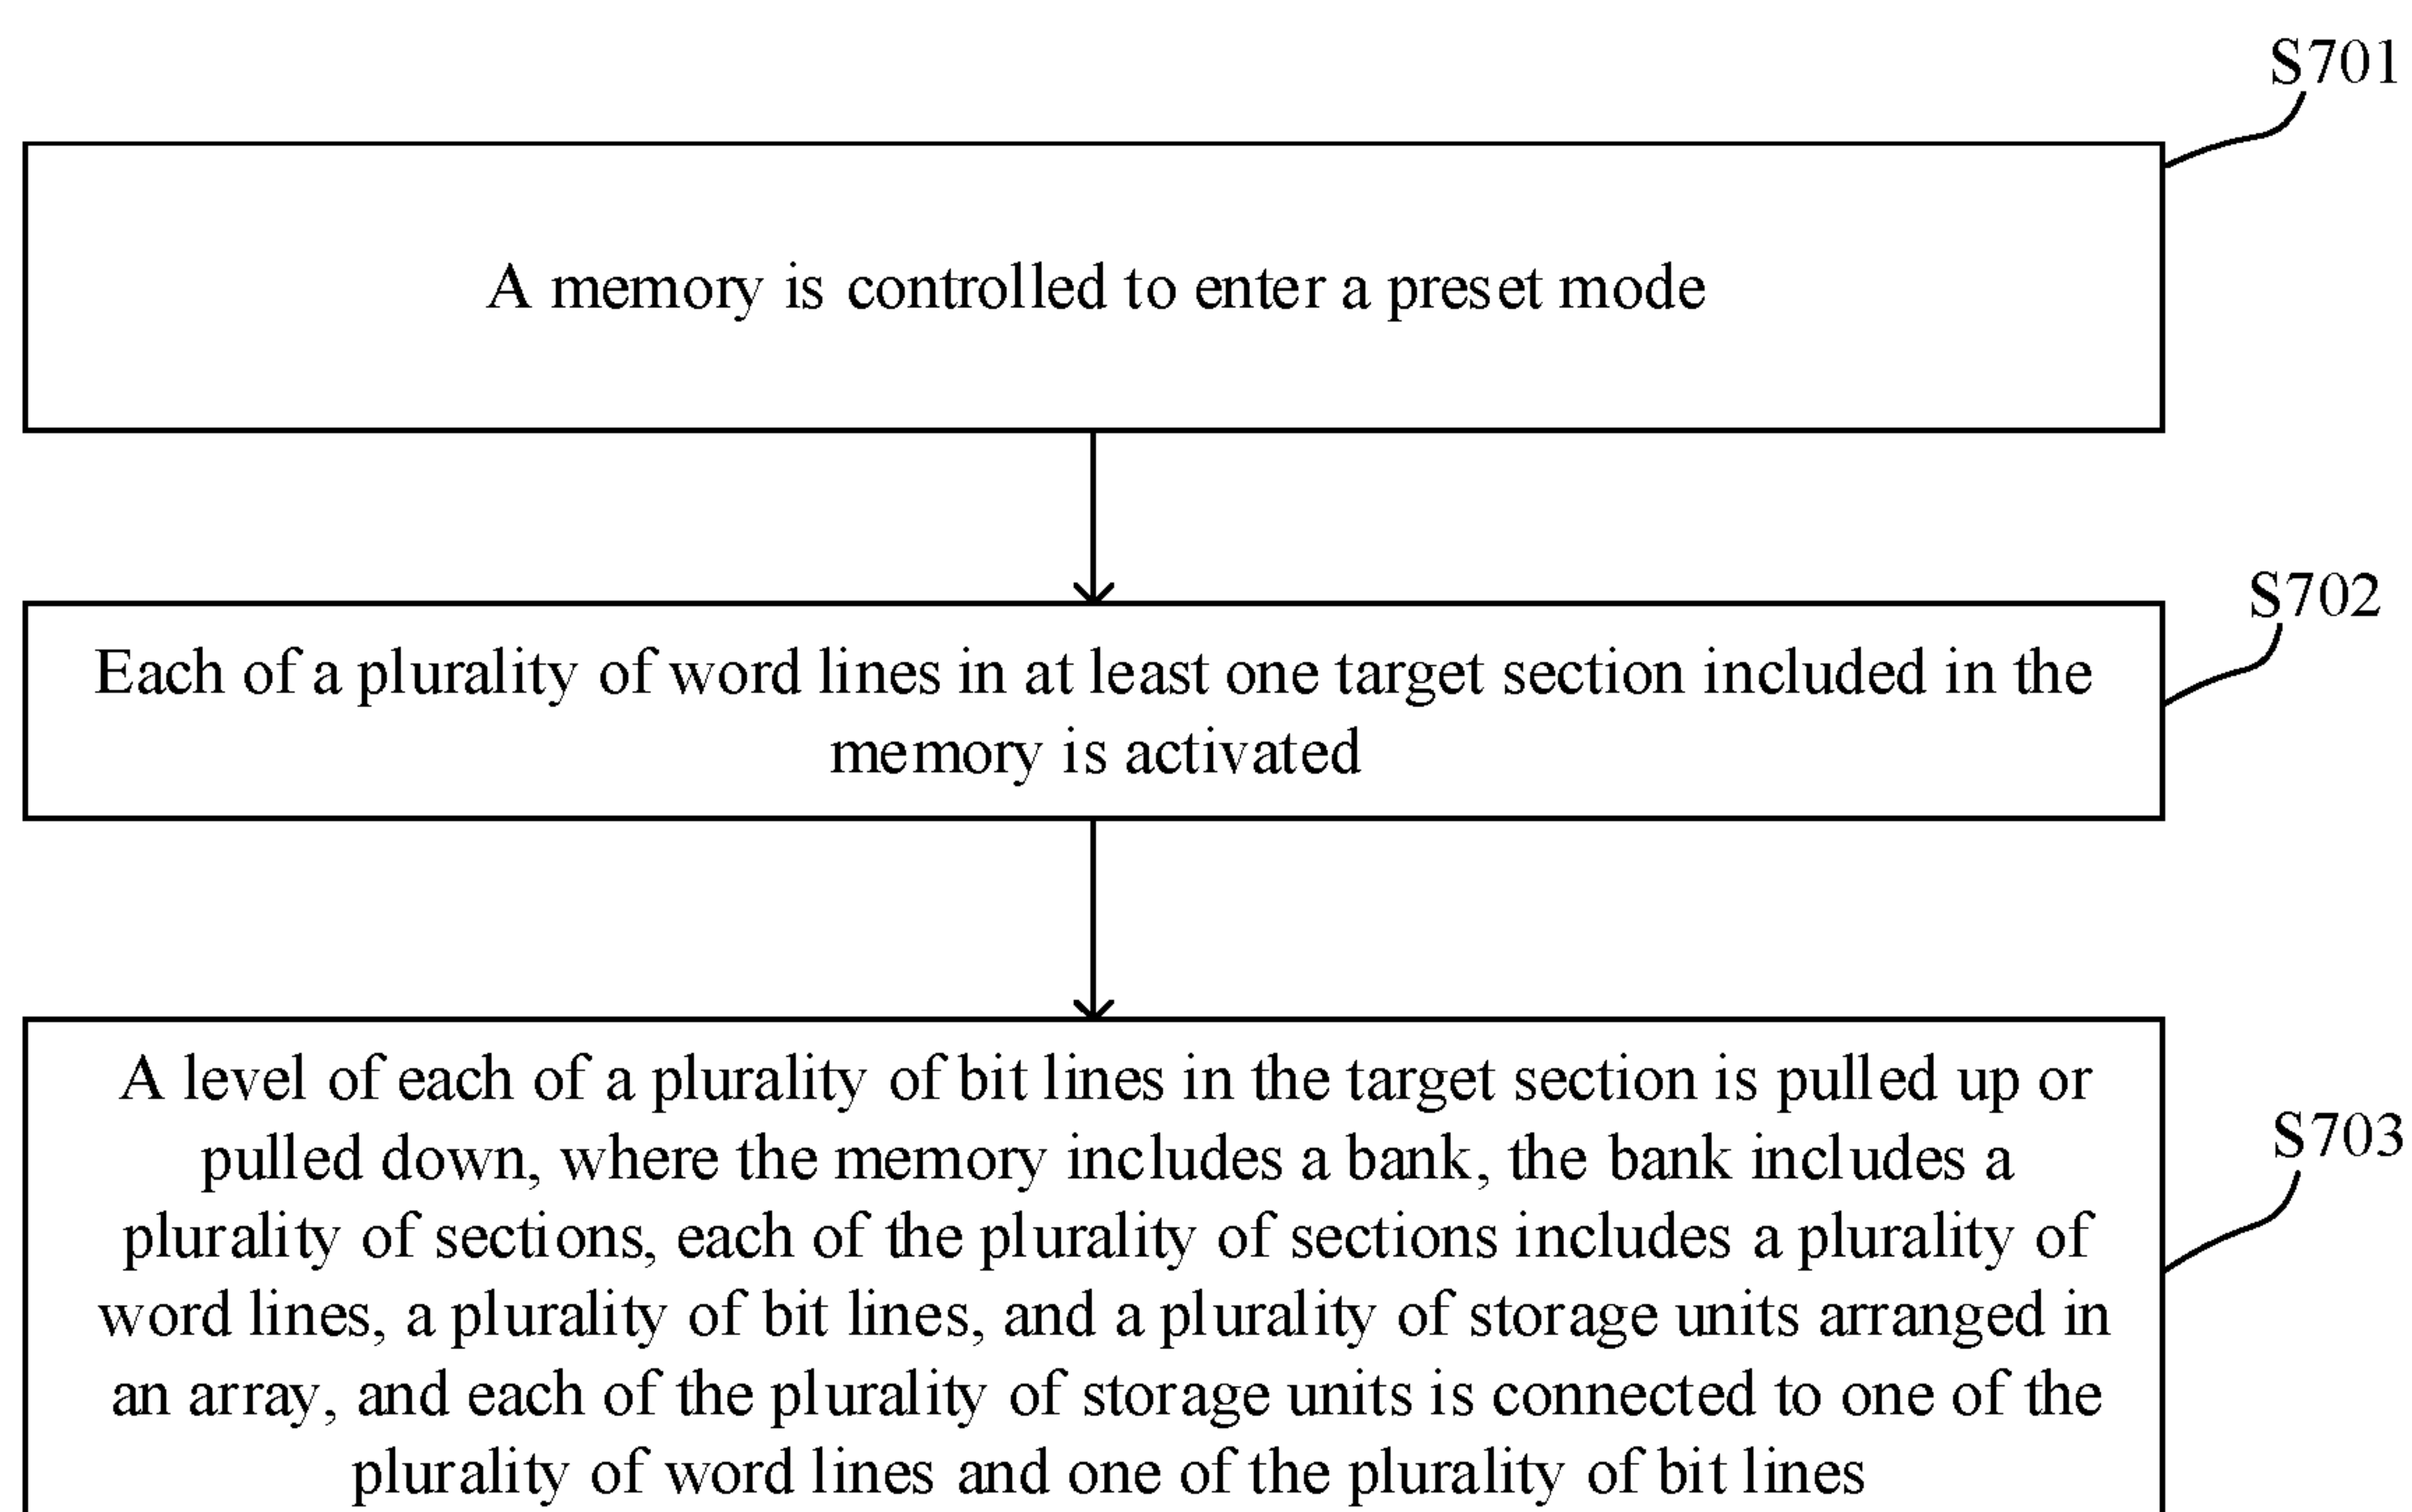 S701
A memory is controlled to enter a preset mode
S702
Each of a plurality of word lines in at least one target section included in the
memory is activated
A level of each of a plurality of bit lines in the target section is pulled up or
pulled down, where the memory includes a bank, the bank includes a
S703
plurality of sections, each of the plurality of sections includes a plurality of
word lines, a plurality of bit lines, and a plurality of storage units arranged in
an array, and each of the plurality of storage units is connected to one of the
plurality of word lines and one of the plurality of bit lines